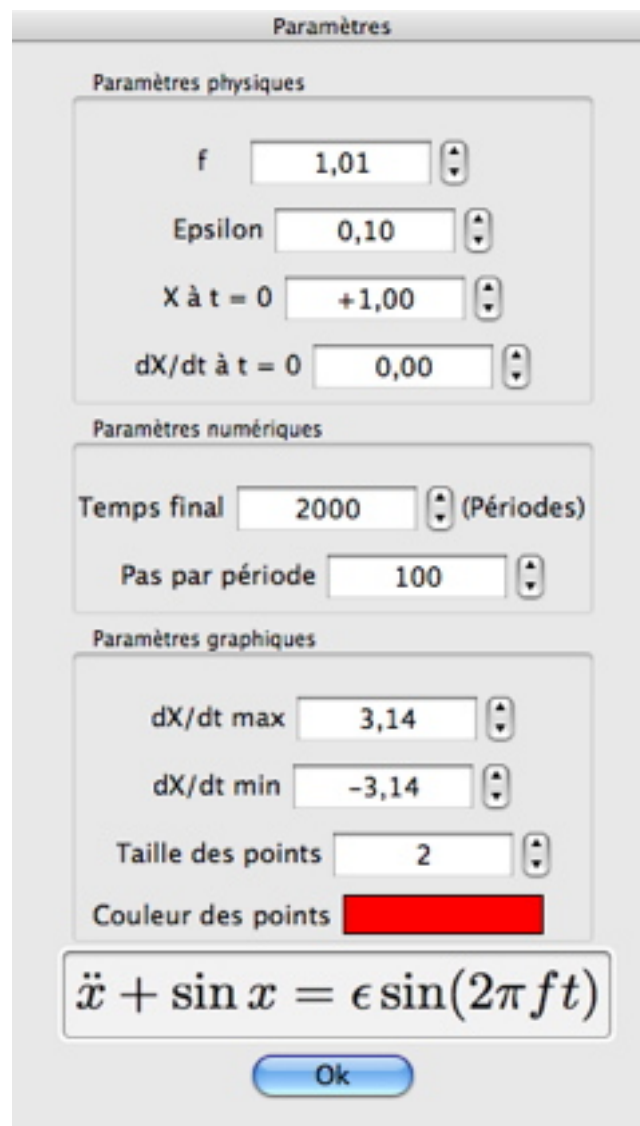 Paramètres
Paramètres physiques
f 1,01
Epsilon 0,10
X à t = 0 +1,00
dX/dt à t = 0 0,00
Paramètres numériques
Temps final 2000 (Périodes)
Pas par période 100
Paramètres graphiques
dX/dt max 3,14
dX/dt min -3,14
Taille des points 2
Couleur des points
ẍ + sin x = ϵ sin(2πft)
Ok